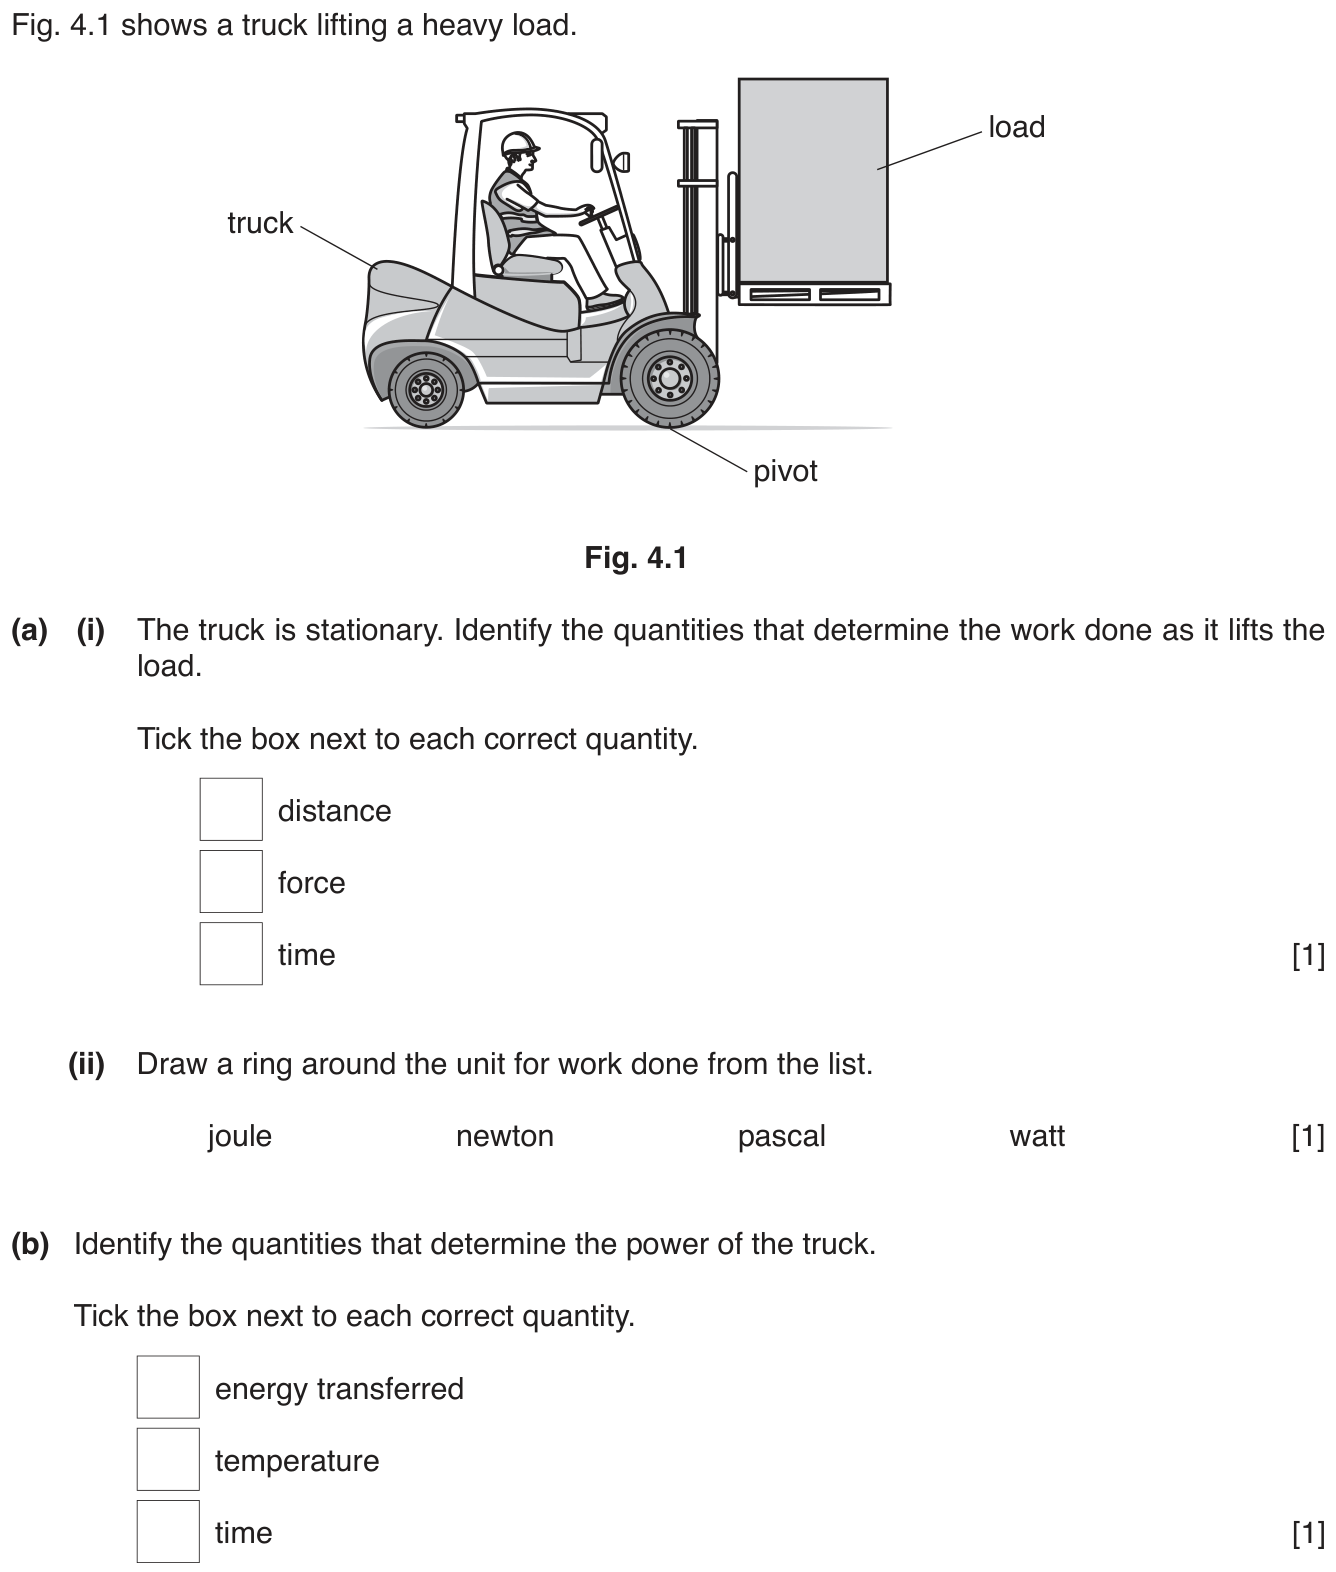 Fig. 4.1 shows a truck lifting a heavy load.
load
truck
pivot
Fig. 4.1
(a) (i) The truck is stationary. Identify the quantities that determine the work done as it lifts the
load.
Tick the box next to each correct quantity.
distance
force
time [1]
(ii) Draw a ring around the unit for work done from the list.
joule newton pascal watt [1]
(b) Identify the quantities that determine the power of the truck.
Tick the box next to each correct quantity.
energy transferred
temperature
time [1]